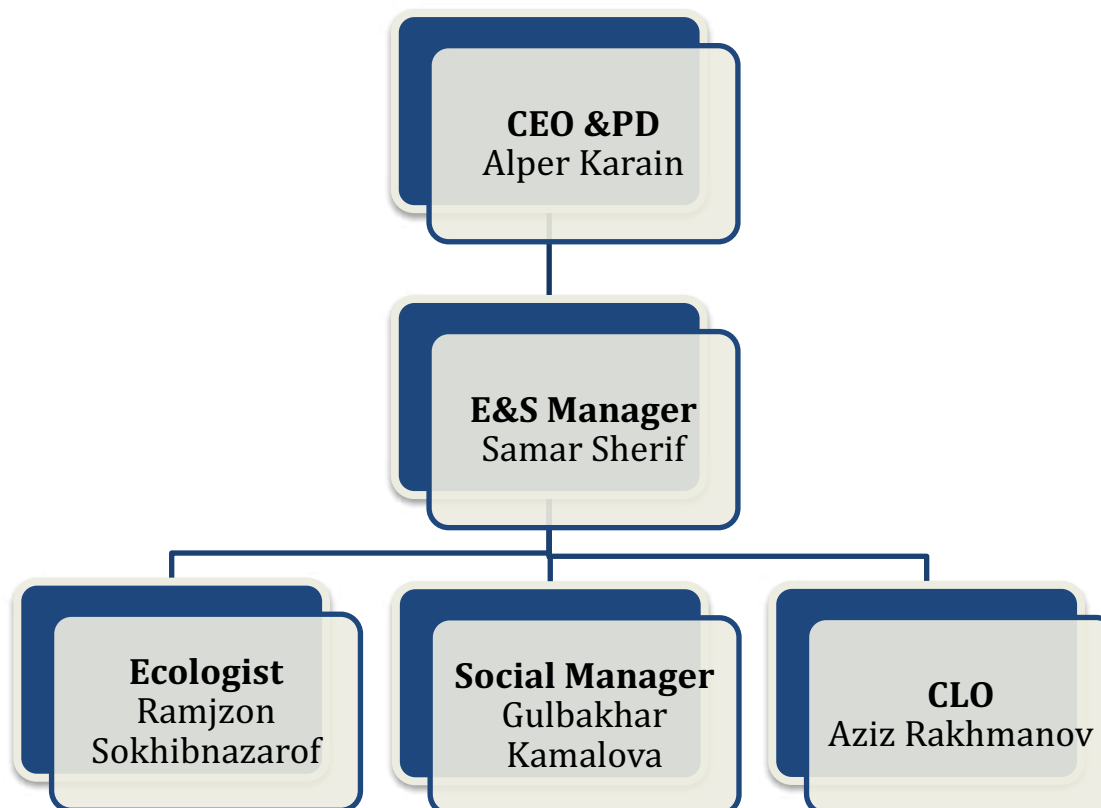 CEO &PD
Alper Karain
E&S Manager
Samar Sherif
Ecologist
Ramjzon
Sokhibnazarof
Social Manager
Gulbakhar
Kamalova
CLO
Aziz Rakhmanov